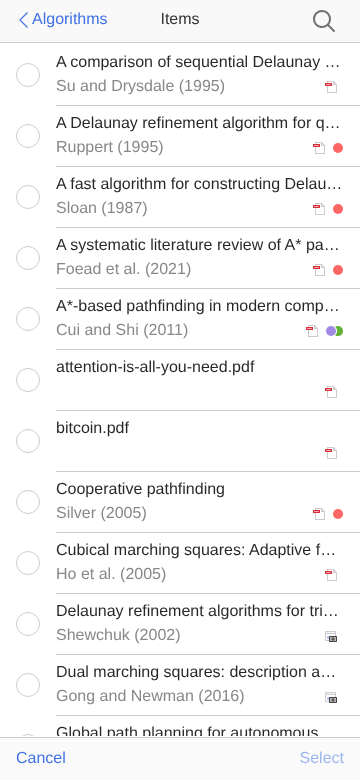 Algorithms
Items
A comparison of sequential Delaunay …
Su and Drysdale (1995)
A Delaunay refinement algorithm for q…
Ruppert (1995)
A fast algorithm for constructing Delau…
Sloan (1987)
A systematic literature review of A* pa…
Foead et al. (2021)
A*-based pathfinding in modern comp…
Cui and Shi (2011)
attention-is-all-you-need.pdf
bitcoin.pdf
Cooperative pathfinding
Silver (2005)
Cubical marching squares: Adaptive f…
Ho et al. (2005)
Delaunay refinement algorithms for tri…
Shewchuk (2002)
Dual marching squares: description a…
Gong and Newman (2016)
Global path planning for autonomous
Cancel
Select